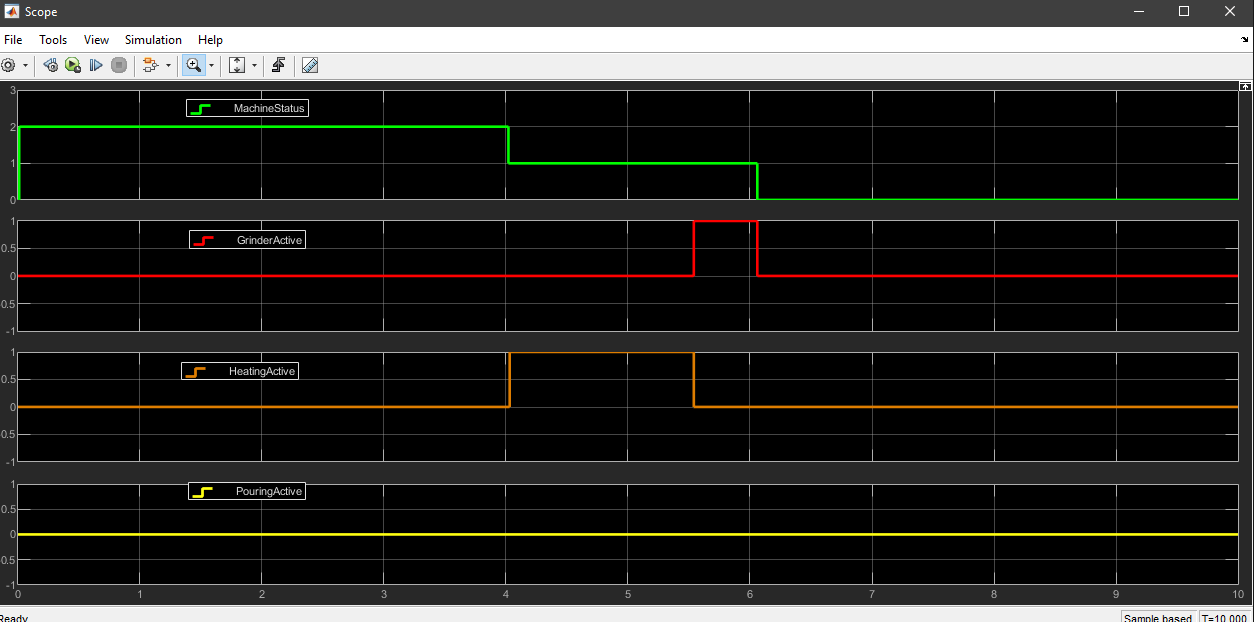 Scope
File Tools View Simulation Help
MachineStatus
3
2
1
0
GrinderActive
1
0.5
0
-0.5
-1
HeatingActive
1
0.5
0
-0.5
-1
PouringActive
1
0.5
0
-0.5
-1
0 1 2 3 4 5 6 7 8 9 10
Ready Sample based T=10.000